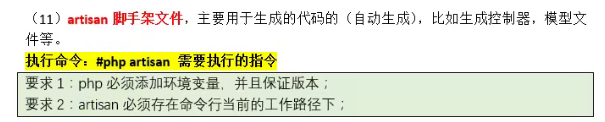 （11）artisan 脚手架文件，主要用于生成的代码的（自动生成），比如生成控制器，模型文
件等。
执行命令：#php artisan 需要执行的指令
要求 1：php 必须添加环境变量，并且保证版本；
要求 2：artisan 必须存在命令行当前的工作路径下；